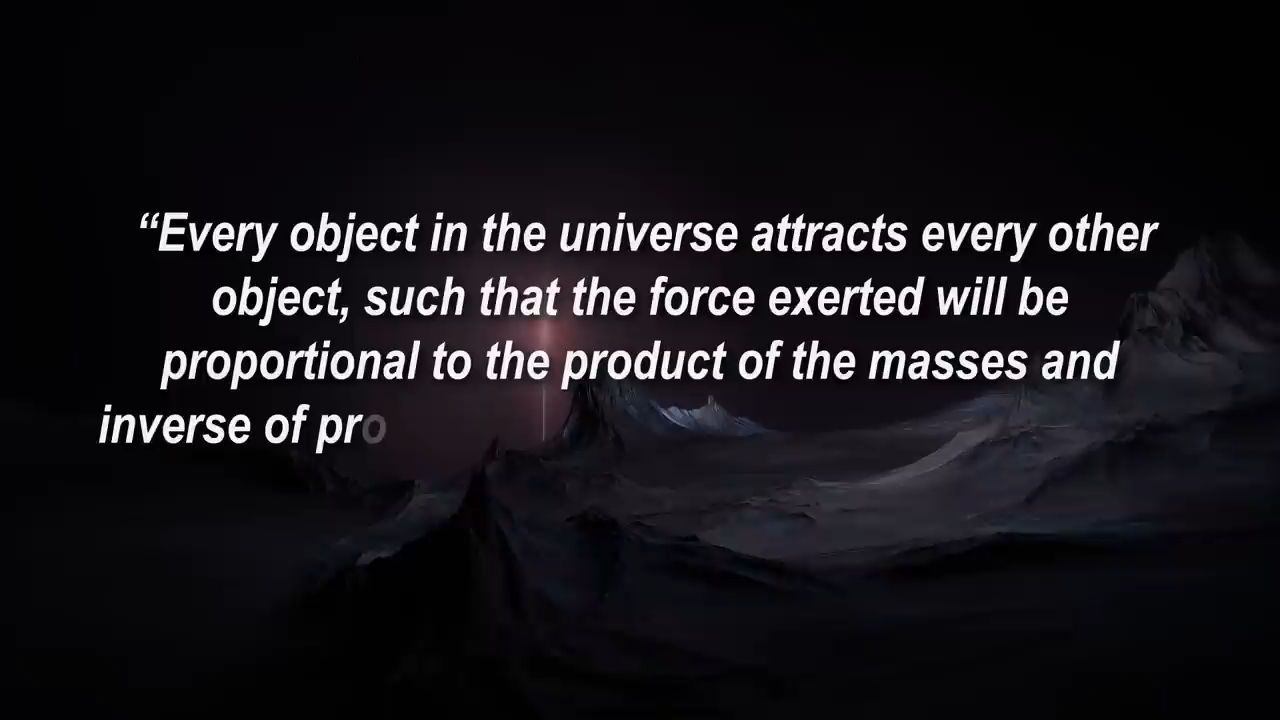 “Every object in the universe attracts every other
object, such that the force exerted will be
proportional to the product of the masses and
inverse of pro